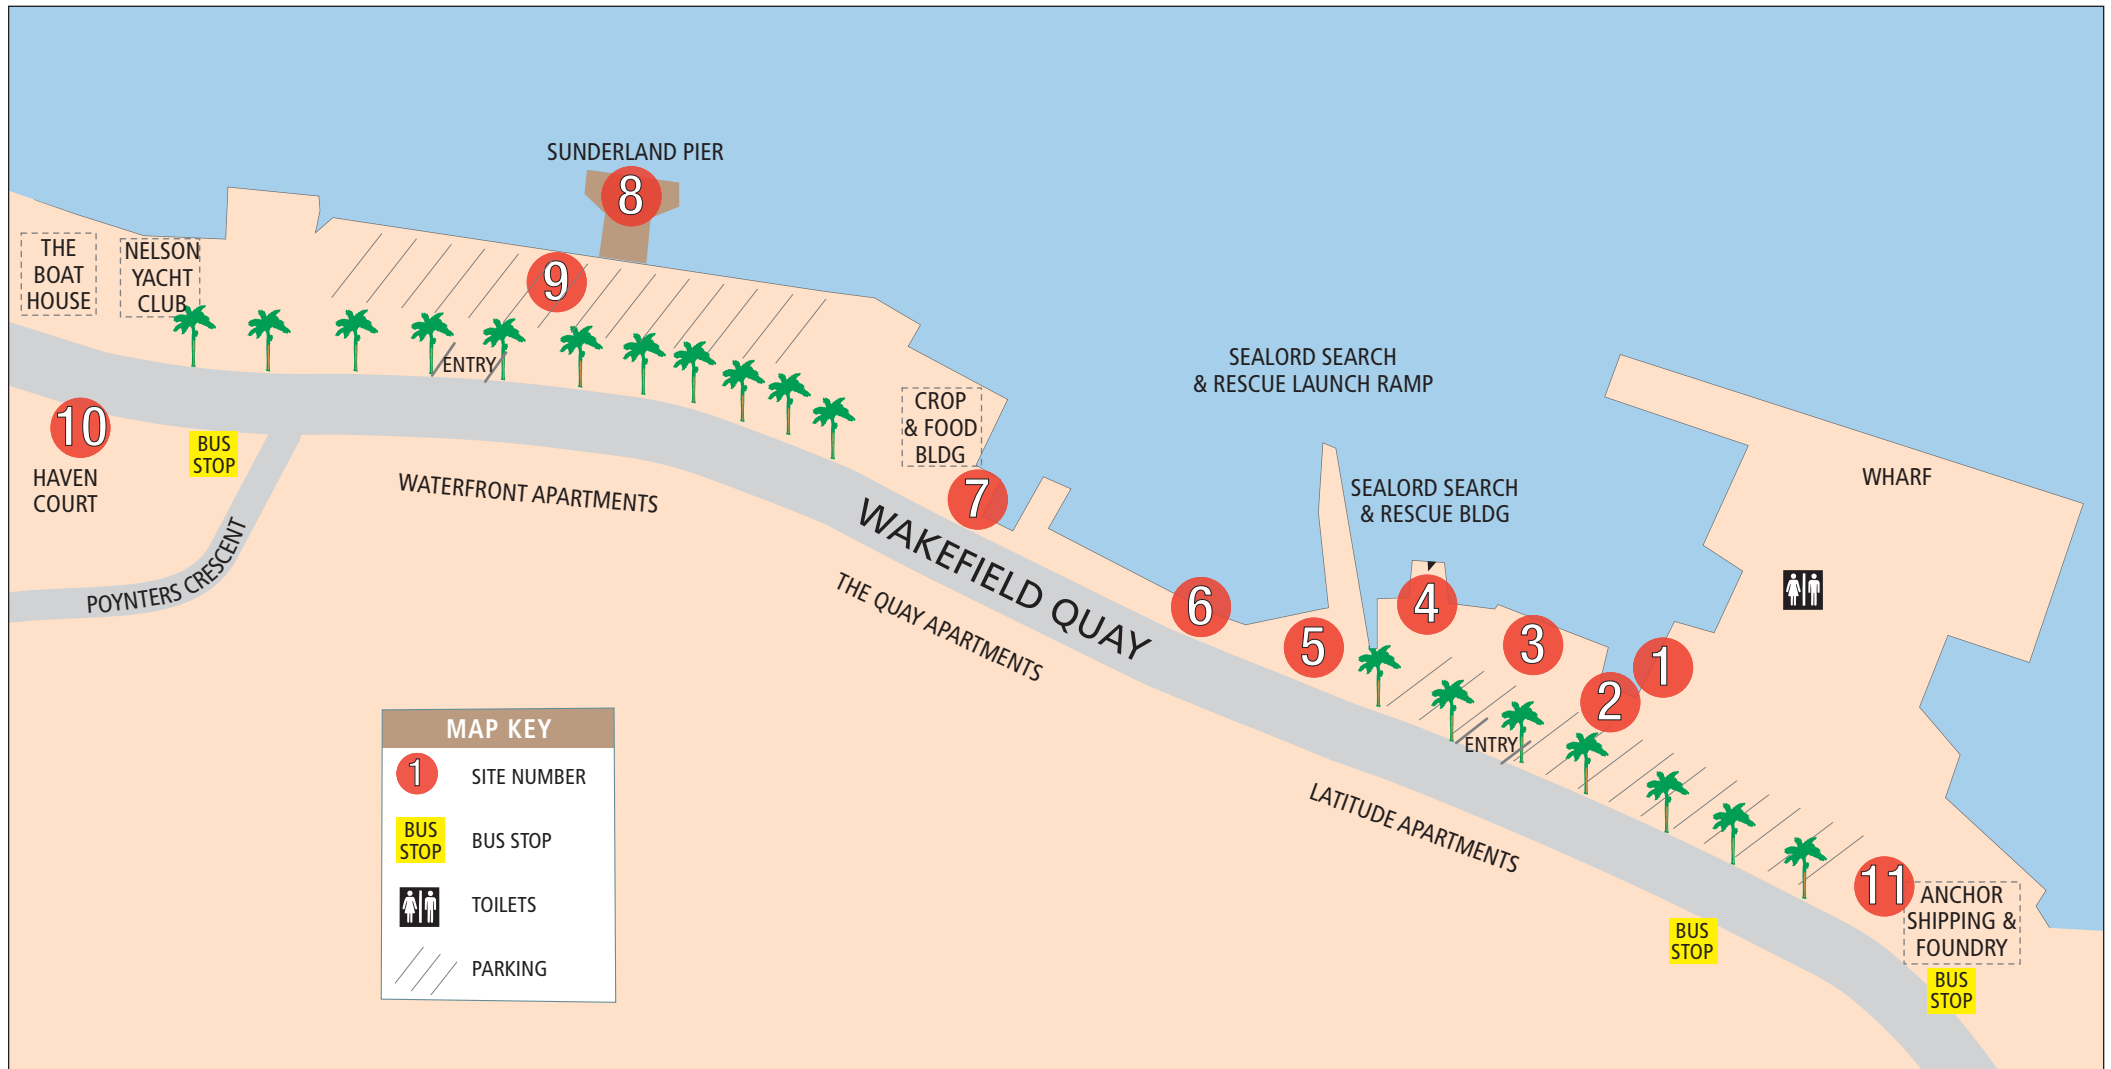 SUNDERLAND PIER
8
9
THE
BOAT
HOUSE
NELSON
YACHT
CLUB
ENTRY
10
HAVEN
COURT
BUS
STOP
POYNTERS CRESCENT
WATERFRONT APARTMENTS
CROP
& FOOD
BLDG
7
WAKEFIELD QUAY
THE QUAY APARTMENTS
SEALORD SEARCH
& RESCUE LAUNCH RAMP
SEALORD SEARCH
& RESCUE BLDG
WHARF
6
5
4
3
2
1
ENTRY
LATITUDE APARTMENTS
11
ANCHOR
SHIPPING &
FOUNDRY
BUS
STOP
BUS
STOP
MAP KEY
1 SITE NUMBER
BUS
STOP
BUS STOP
TOILETS
PARKING